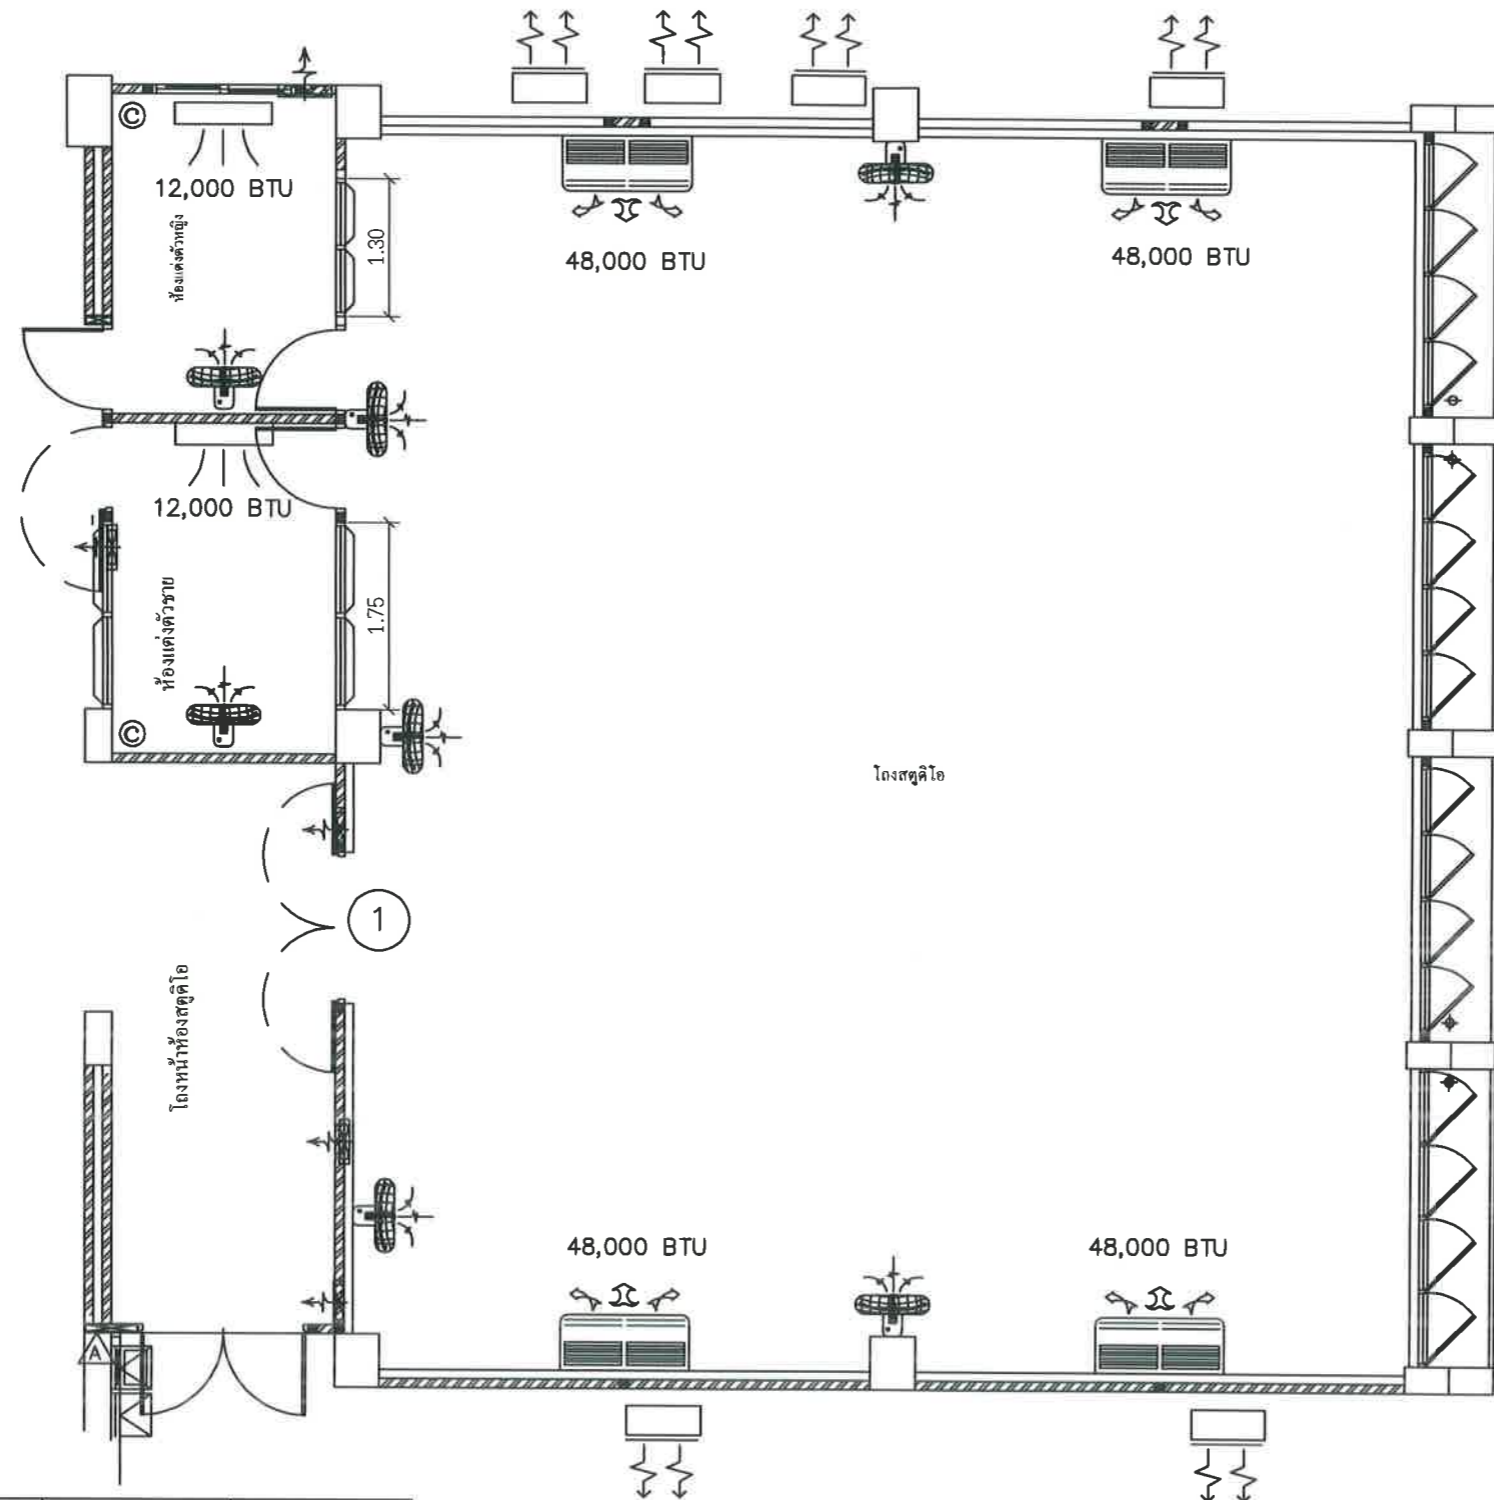 ©
12,000 BTU
ห้องแต่งตัวหญิง
1.30
48,000 BTU
48,000 BTU
12,000 BTU
ห้องแต่งตัวชาย
1.75
©
โถงสตูดิโอ
1
โถงหน้าห้องสตูดิโอ
48,000 BTU
48,000 BTU
A